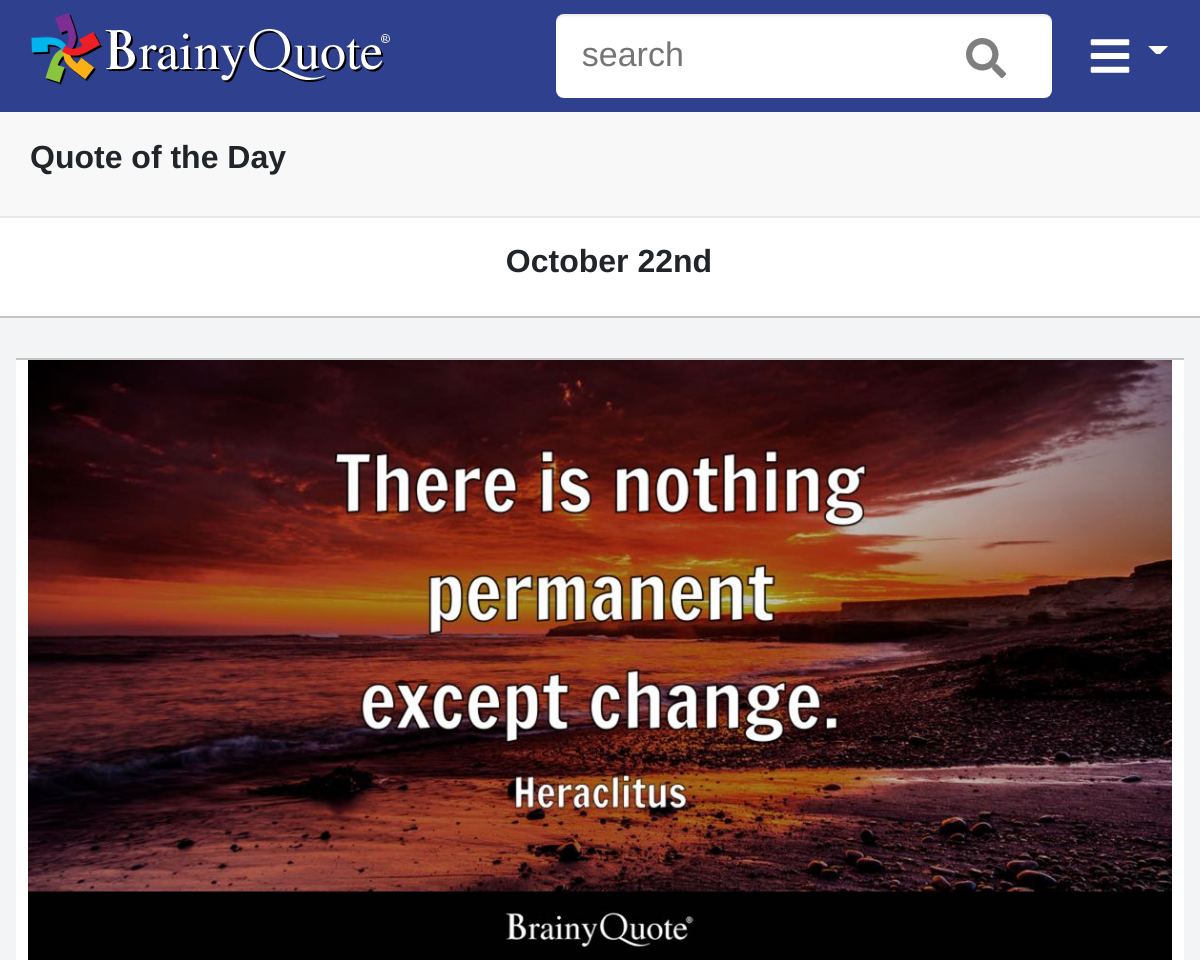 BrainyQuote®
search
Quote of the Day
October 22nd
There is nothing
permanent
except change.
Heraclitus
BrainyQuote®